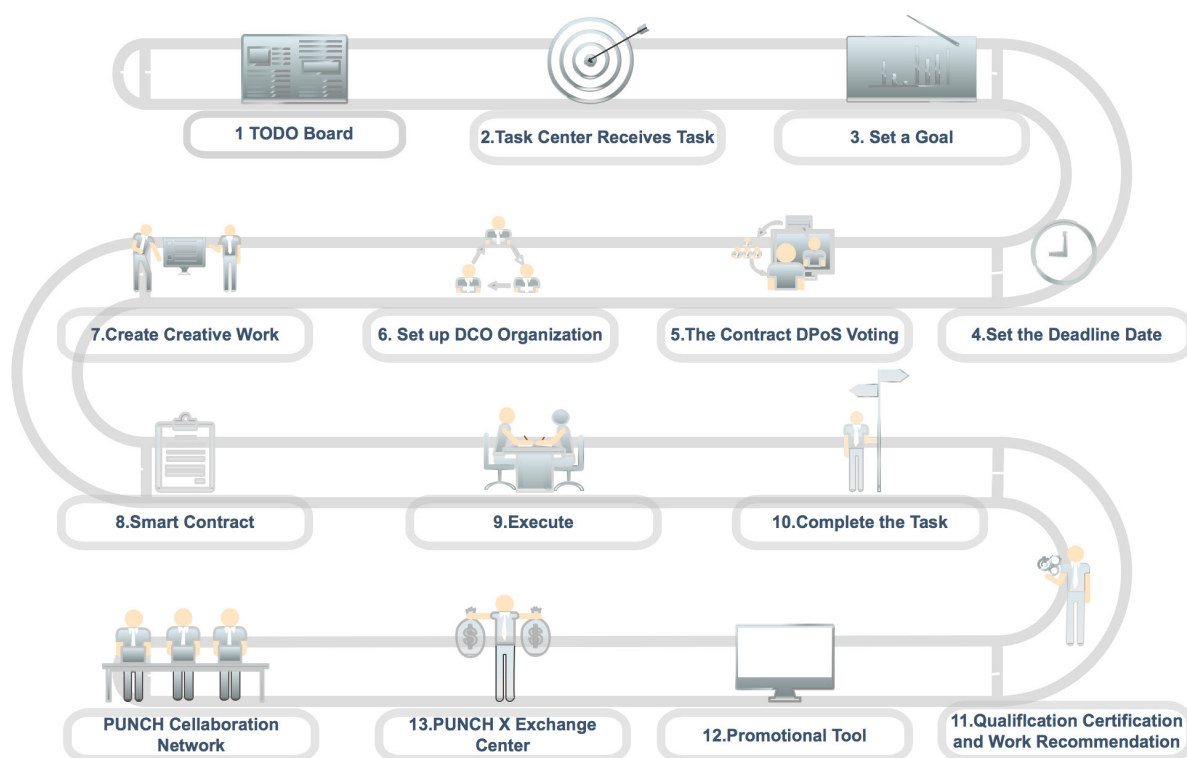 1 TODO Board
2.Task Center Receives Task
3. Set a Goal
4.Set the Deadline Date
5.The Contract DPoS Voting
6. Set up DCO Organization
7.Create Creative Work
8.Smart Contract
9.Execute
10.Complete the Task
11.Qualiflcation Certification
and Work Recommendation
12.Promotional Tool
13.PUNCH X Exchange
Center
PUNCH Cellaboration
Network